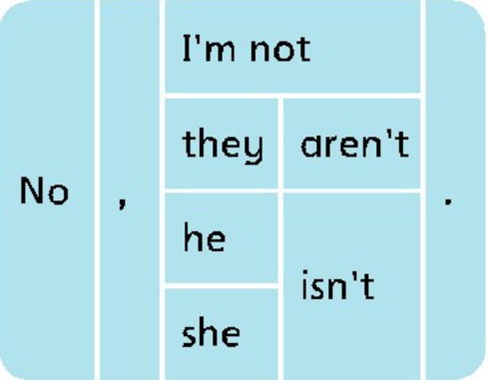 I'm not
they aren't
No , .
he
isn't
she